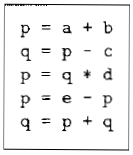 p = a + b
q = p - c
p = q * d
p = e - p
q = p + q